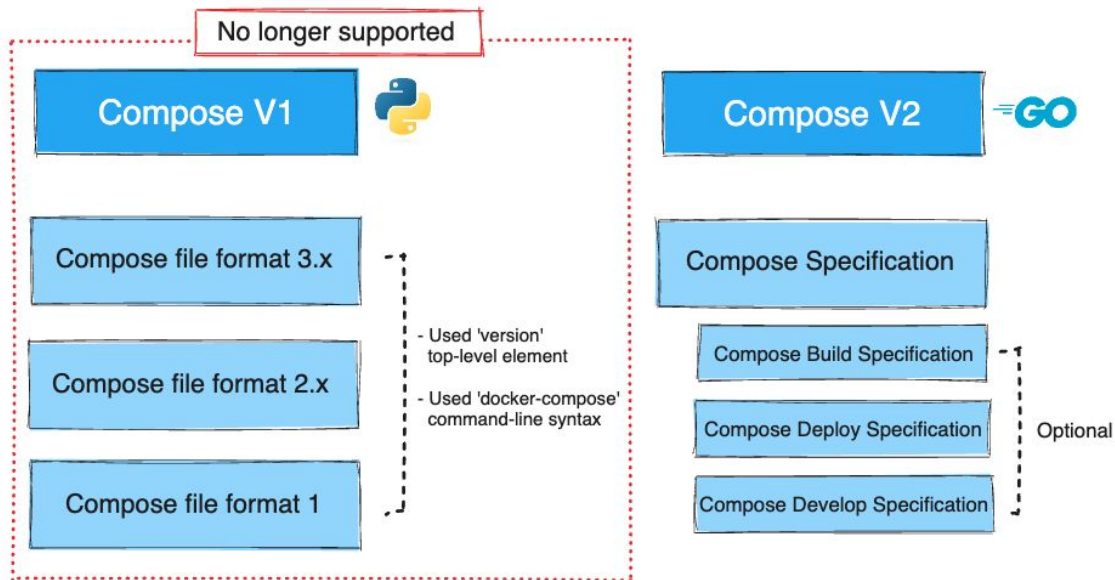 No longer supported
Compose V1
Compose file format 3.x
Compose file format 2.x
Compose file format 1
- Used 'version'
top-level element
- Used 'docker-compose'
command-line syntax
Compose V2
GO
Compose Specification
Compose Build Specification
Compose Deploy Specification
Compose Develop Specification
Optional